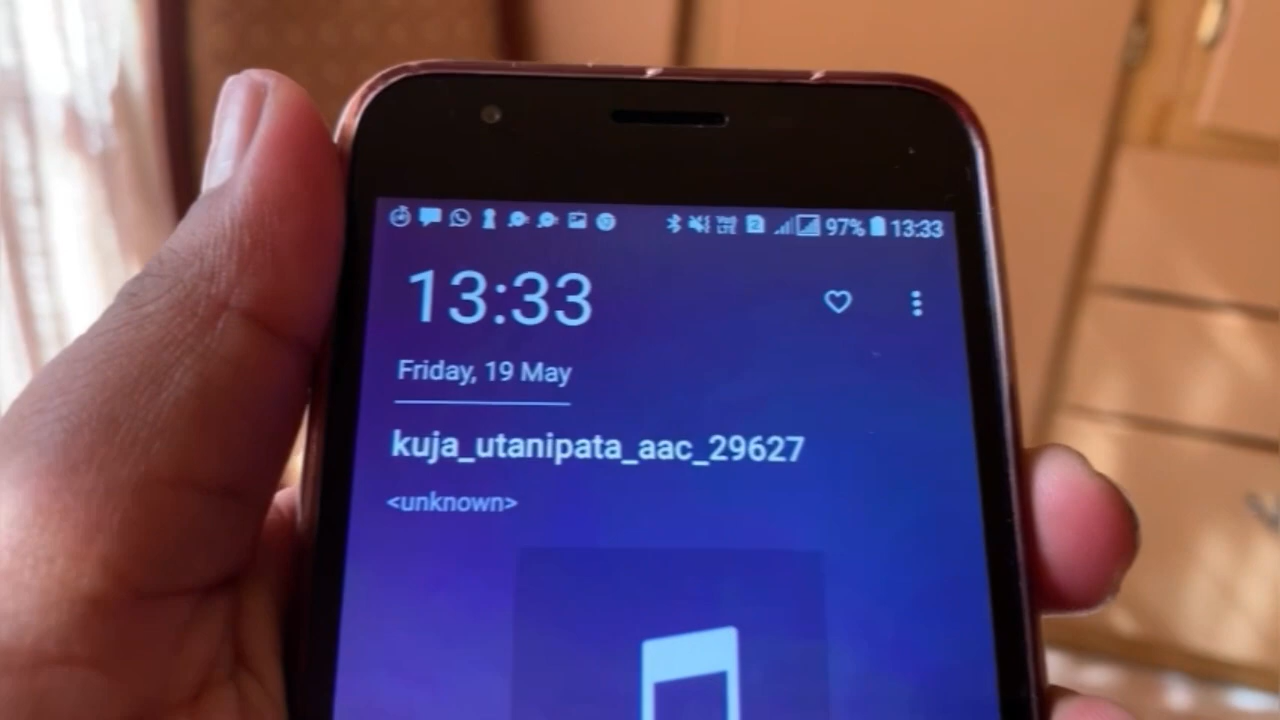 97% 13:33
13:33
Friday, 19 May
kuja_utanipata_aac_29627
<unknown>